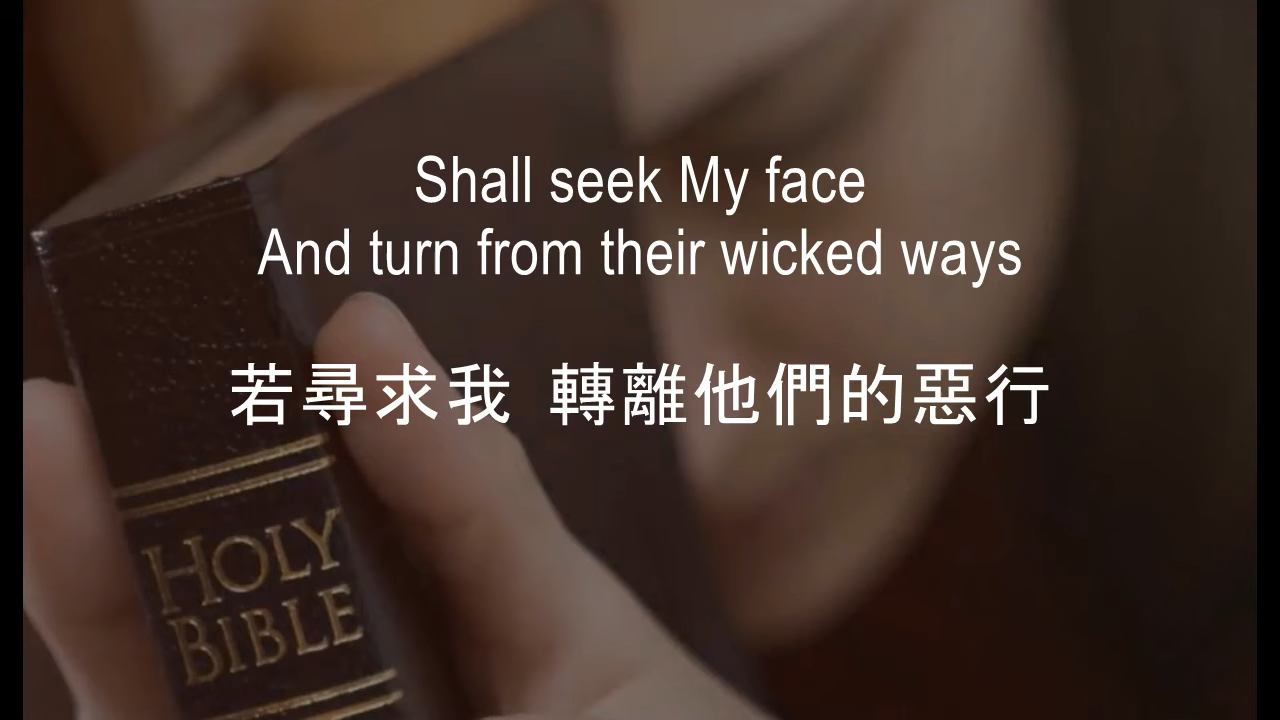 Shall seek My face
And turn from their wicked ways
若尋求我 轉離他們的惡行
HOLY
BIBLE